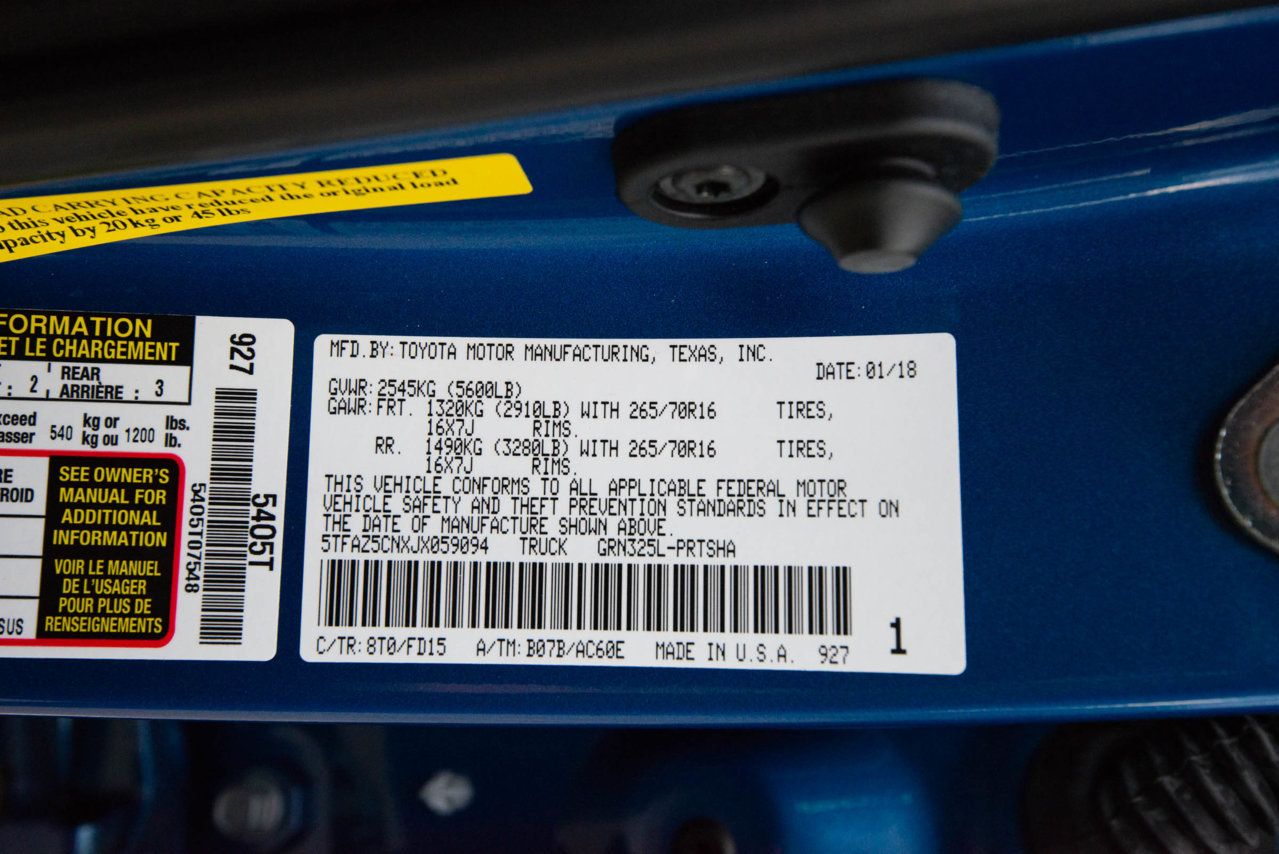 AD CARRYING CAPACITY REDUCED
this vehicle have reduced the original load
apacity by 20 kg or 45 lbs
FORMATION
ET LE CHARGEMENT
: 2
REAR
ARRIÈRE : 3
xceed
asser 540
kg or
kg ou 1200
lbs.
lb.
RE
ROID
SUS
SEE OWNER'S
MANUAL FOR
ADDITIONAL
INFORMATION
VOIR LE MANUEL
DE L'USAGER
POUR PLUS DE
RENSEIGNEMENTS
927
5405T
5405T07548
MFD.BY: TOYOTA MOTOR MANUFACTURING, TEXAS, INC.
DATE: 01/18
GVWR: 2545KG (5600LB)
GAWR: FRT. 1320KG (2910LB) WITH 265/70R16 TIRES,
16X7J RIMS.
RR. 1490KG (3280LB) WITH 265/70R16 TIRES,
16X7J RIMS.
THIS VEHICLE CONFORMS TO ALL APPLICABLE FEDERAL MOTOR
VEHICLE SAFETY AND THEFT PREVENTION STANDARDS IN EFFECT ON
THE DATE OF MANUFACTURE SHOWN ABOVE.
5TFAZ5CNXJX059094 TRUCK GRN325L-PRTSHA
C/TR: 8T0/FD15 A/TM: B07B/AC60E MADE IN U.S.A. 927
1